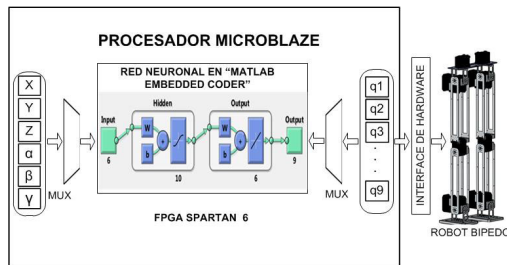 PROCESADOR MICROBLAZE
RED NEURONAL EN “MATLAB
EMBEDDED CODER”
X
Y
Z
α
β
γ
MUX
Input
6
Hidden
W
b
+
10
Output
W
b
+
6
Output
9
FPGA SPARTAN 6
MUX
q1
q2
q3
.
.
.
q9
INTERFACE DE HARDWARE
ROBOT BIPEDO